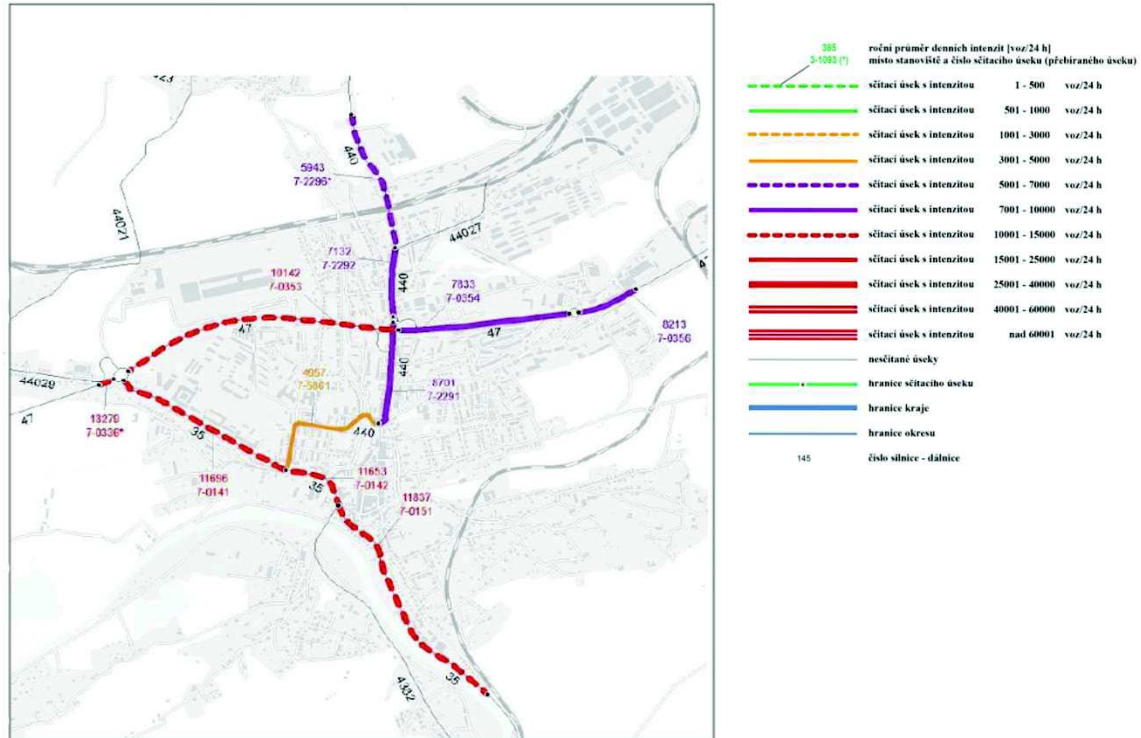 440
5943
7-2296*
44021
44027
7132
7-2292
10142
7-0353
440
7833
7-0354
47
47
8213
7-0356
440
44029
47
4957
7-5861
8701
7-2291
440
13279
7-0336*
35
11696
7-0141
35
11653
7-0142
11837
7-0151
4332
35
385 roční průměr denních intenzit [voz/24 h]
3-1093 (*) místo stanoviště a číslo sčítacího úseku (přebíraného úseku)
sčítací úsek s intenzitou 1 - 500 voz/24 h
sčítací úsek s intenzitou 501 - 1000 voz/24 h
sčítací úsek s intenzitou 1001 - 3000 voz/24 h
sčítací úsek s intenzitou 3001 - 5000 voz/24 h
sčítací úsek s intenzitou 5001 - 7000 voz/24 h
sčítací úsek s intenzitou 7001 - 10000 voz/24 h
sčítací úsek s intenzitou 10001 - 15000 voz/24 h
sčítací úsek s intenzitou 15001 - 25000 voz/24 h
sčítací úsek s intenzitou 25001 - 40000 voz/24 h
sčítací úsek s intenzitou 40001 - 60000 voz/24 h
sčítací úsek s intenzitou nad 60001 voz/24 h
nesčítané úseky
hranice sčítacího úseku
hranice kraje
hranice okresu
145 číslo silnice - dálnice